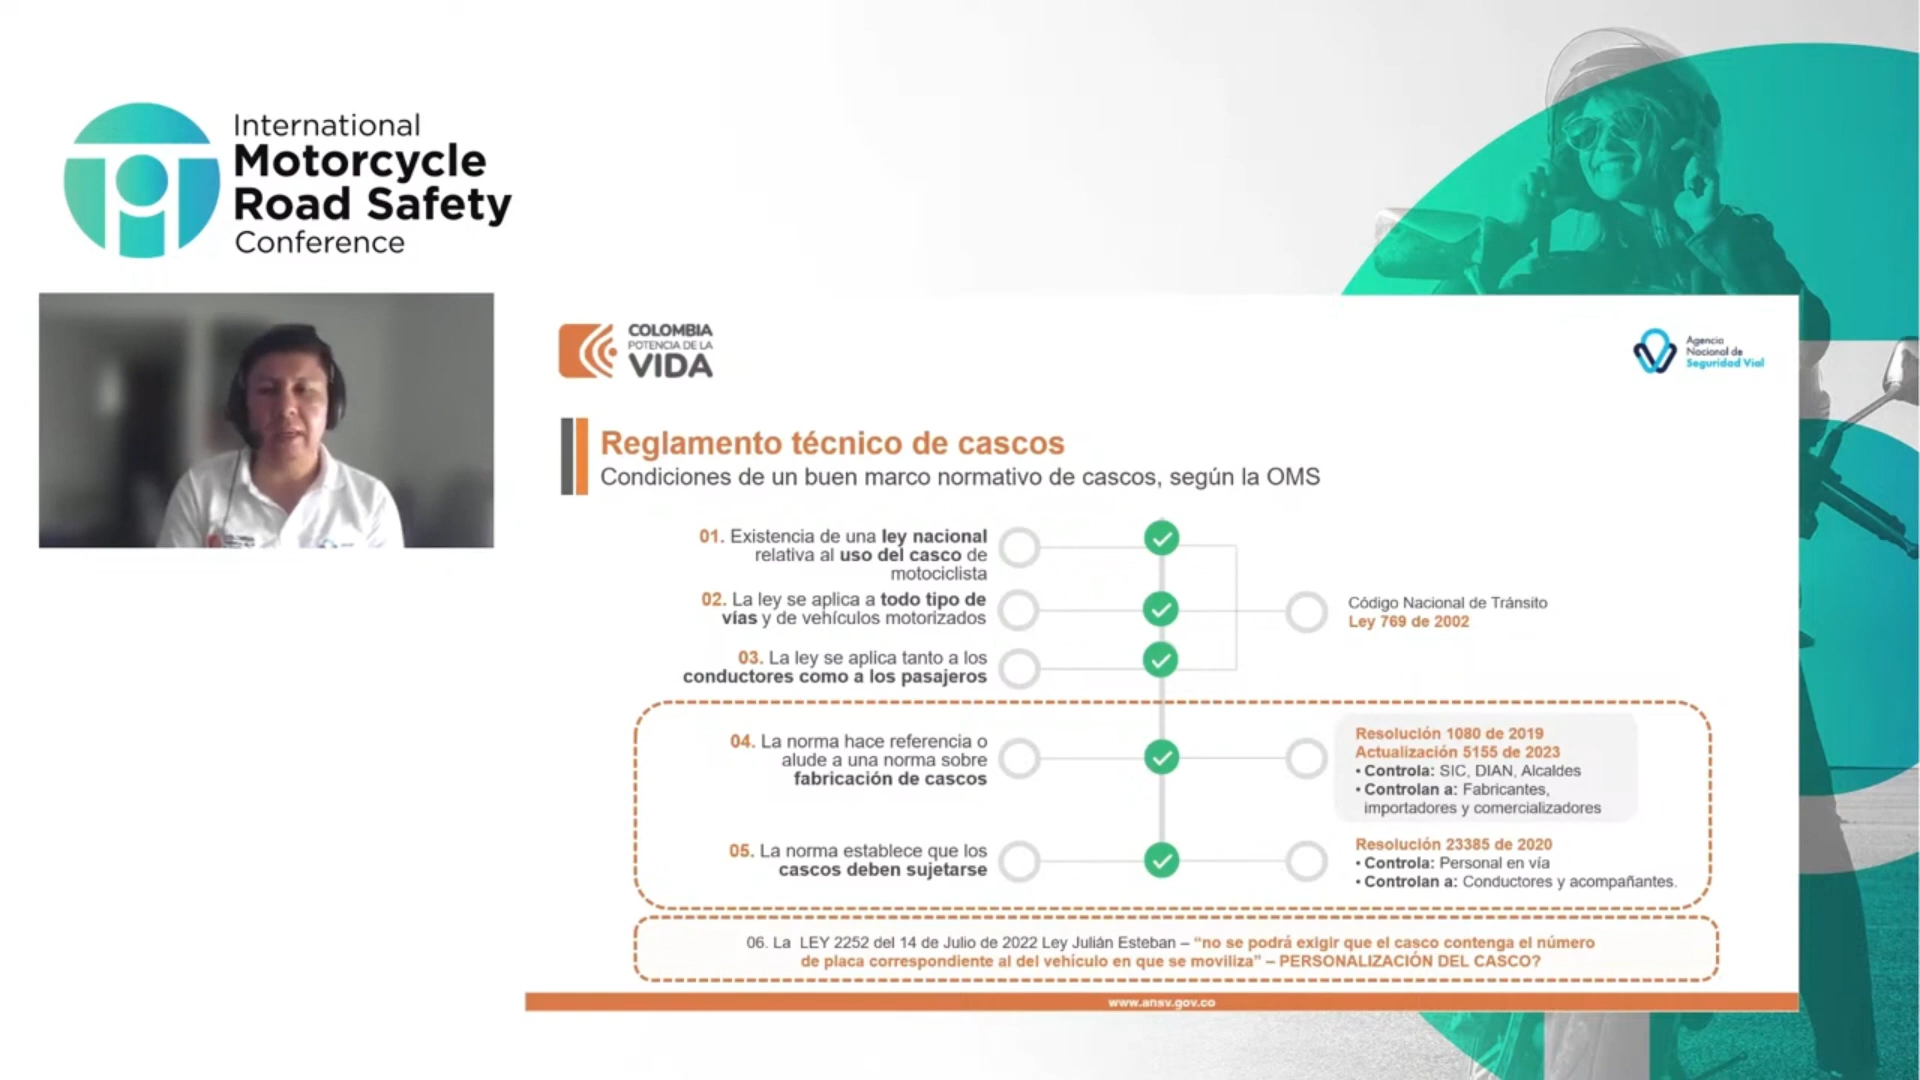 International
Motorcycle
Road Safety
Conference
COLOMBIA
POTENCIA DE LA
VIDA
Agencia
Nacional de
Seguridad Vial
Reglamento técnico de cascos
Condiciones de un buen marco normativo de cascos, según la OMS
01. Existencia de una ley nacional
relativa al uso del casco de
motociclista
02. La ley se aplica a todo tipo de
vías y de vehículos motorizados
03. La ley se aplica tanto a los
conductores como a los pasajeros
Código Nacional de Tránsito
Ley 769 de 2002
04. La norma hace referencia o
alude a una norma sobre
fabricación de cascos
Resolución 1080 de 2019
Actualización 5155 de 2023
• Controla: SIC, DIAN, Alcaldes
• Controlan a: Fabricantes,
importadores y comercializadores
05. La norma establece que los
cascos deben sujetarse
Resolución 23385 de 2020
• Controla: Personal en vía
• Controlan a: Conductores y acompañantes.
06. La LEY 2252 del 14 de Julio de 2022 Ley Julián Esteban – “no se podrá exigir que el casco contenga el número
de placa correspondiente al del vehículo en que se moviliza” – PERSONALIZACIÓN DEL CASCO?
www.ansv.gov.co